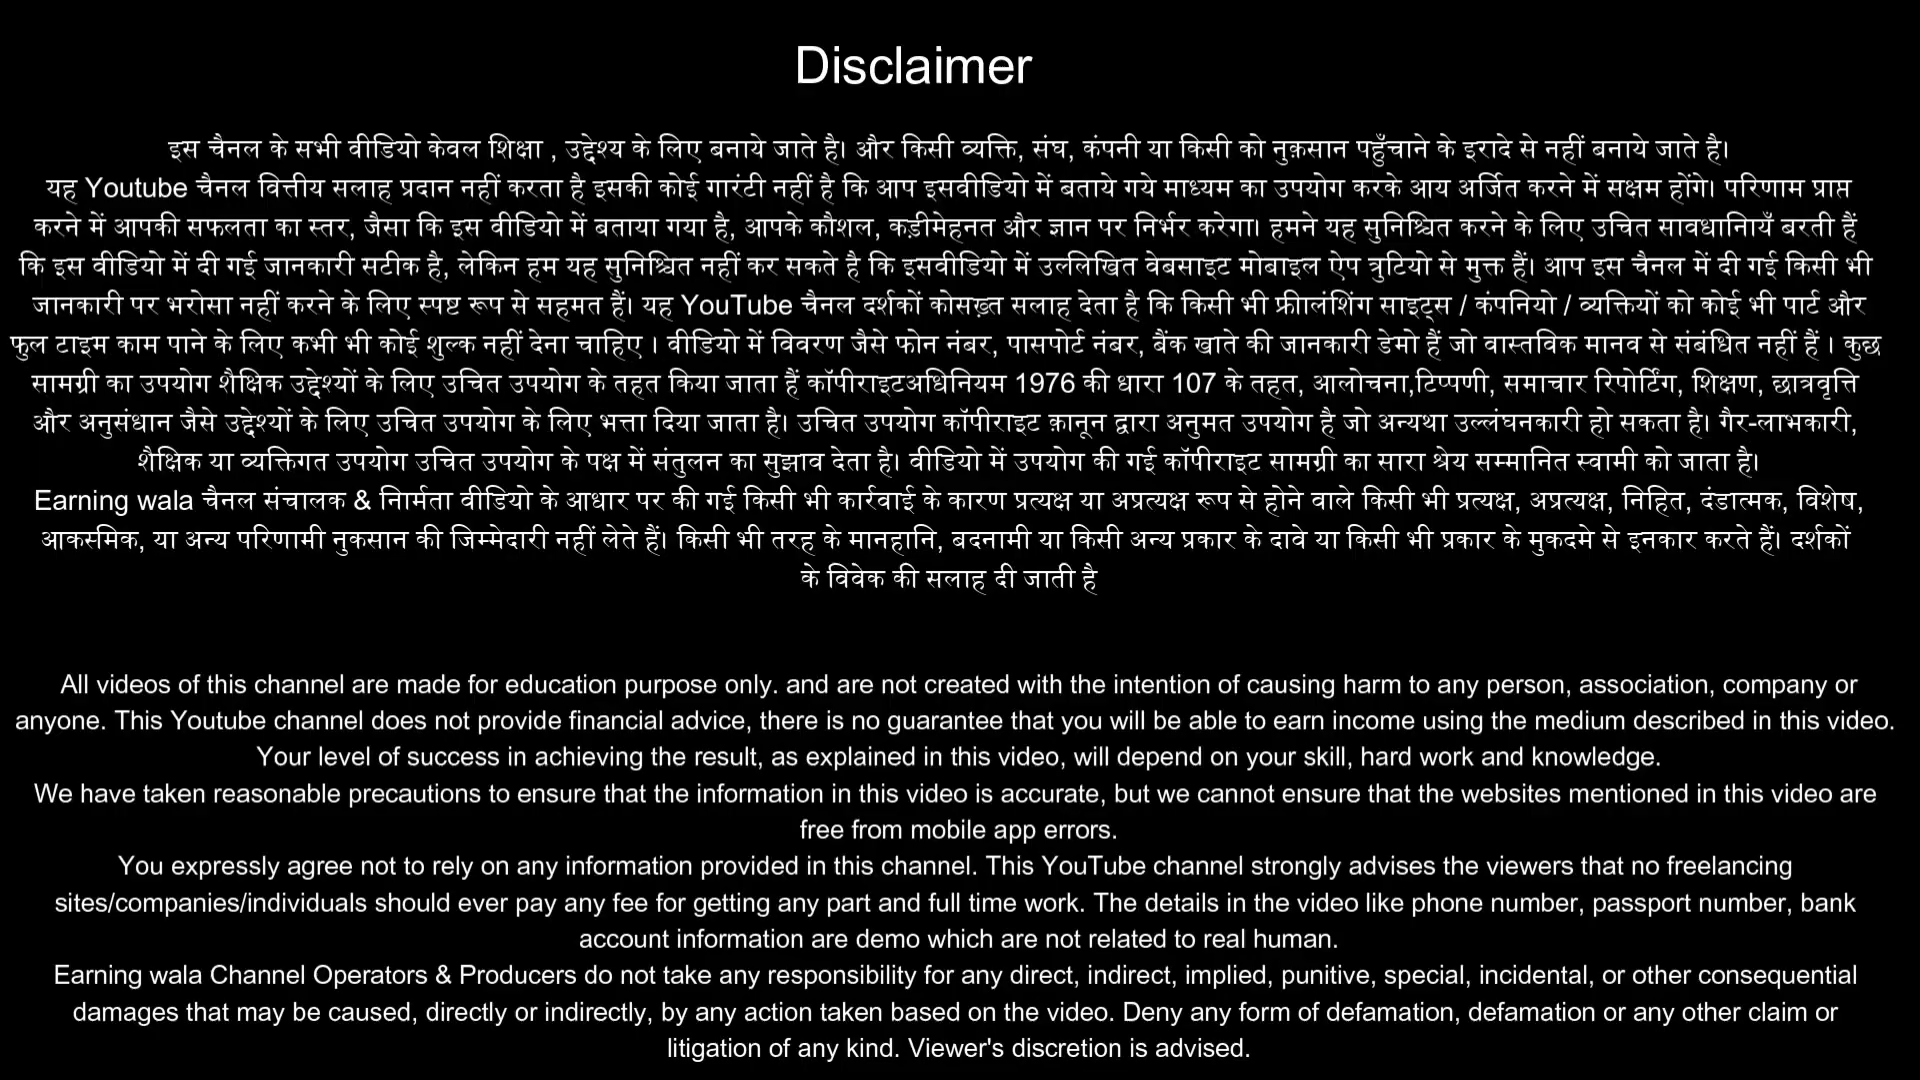 Disclaimer
इस चैनल के सभी वीडियो केवल शिक्षा , उद्देश्य के लिए बनाये जाते है। और किसी व्यक्ति, संघ, कंपनी या किसी को नुक़सान पहुँचाने के इरादे से नहीं बनाये जाते है।
यह Youtube चैनल वित्तीय सलाह प्रदान नहीं करता है इसकी कोई गारंटी नहीं है कि आप इसवीडियो में बताये गये माध्यम का उपयोग करके आय अर्जित करने में सक्षम होंगे। परिणाम प्राप्त
करने में आपकी सफलता का स्तर, जैसा कि इस वीडियो में बताया गया है, आपके कौशल, कड़ीमेहनत और ज्ञान पर निर्भर करेगा। हमने यह सुनिश्चित करने के लिए उचित सावधानियाँ बरती हैं
कि इस वीडियो में दी गई जानकारी सटीक है, लेकिन हम यह सुनिश्चित नहीं कर सकते है कि इसवीडियो में उल्लिखित वेबसाइट मोबाइल ऐप त्रुटियो से मुक्त हैं। आप इस चैनल में दी गई किसी भी
जानकारी पर भरोसा नहीं करने के लिए स्पष्ट रूप से सहमत हैं। यह YouTube चैनल दर्शकों कोसख़्त सलाह देता है कि किसी भी फ्रीलंशिंग साइट्स / कंपनियो / व्यक्तियों को कोई भी पार्ट और
फुल टाइम काम पाने के लिए कभी भी कोई शुल्क नहीं देना चाहिए । वीडियो में विवरण जैसे फोन नंबर, पासपोर्ट नंबर, बैंक खाते की जानकारी डेमो हैं जो वास्तविक मानव से संबंधित नहीं हैं । कुछ
सामग्री का उपयोग शैक्षिक उद्देश्यों के लिए उचित उपयोग के तहत किया जाता हैं कॉपीराइटअधिनियम 1976 की धारा 107 के तहत, आलोचना,टिप्पणी, समाचार रिपोर्टिंग, शिक्षण, छात्रवृत्ति
और अनुसंधान जैसे उद्देश्यों के लिए उचित उपयोग के लिए भत्ता दिया जाता है। उचित उपयोग कॉपीराइट क़ानून द्वारा अनुमत उपयोग है जो अन्यथा उल्लंघनकारी हो सकता है। गैर-लाभकारी,
शैक्षिक या व्यक्तिगत उपयोग उचित उपयोग के पक्ष में संतुलन का सुझाव देता है। वीडियो में उपयोग की गई कॉपीराइट सामग्री का सारा श्रेय सम्मानित स्वामी को जाता है।
Earning wala चैनल संचालक & निार्मता वीडियो के आधार पर की गई किसी भी कार्रवाई के कारण प्रत्यक्ष या अप्रत्यक्ष रूप से होने वाले किसी भी प्रत्यक्ष, अप्रत्यक्ष, निहित, दंडात्मक, विशेष,
आकस्मिक, या अन्य परिणामी नुकसान की जिम्मेदारी नहीं लेते हैं। किसी भी तरह के मानहानि, बदनामी या किसी अन्य प्रकार के दावे या किसी भी प्रकार के मुकदमे से इनकार करते हैं। दर्शकों
के विवेक की सलाह दी जाती है
All videos of this channel are made for education purpose only. and are not created with the intention of causing harm to any person, association, company or
anyone. This Youtube channel does not provide financial advice, there is no guarantee that you will be able to earn income using the medium described in this video.
Your level of success in achieving the result, as explained in this video, will depend on your skill, hard work and knowledge.
We have taken reasonable precautions to ensure that the information in this video is accurate, but we cannot ensure that the websites mentioned in this video are
free from mobile app errors.
You expressly agree not to rely on any information provided in this channel. This YouTube channel strongly advises the viewers that no freelancing
sites/companies/individuals should ever pay any fee for getting any part and full time work. The details in the video like phone number, passport number, bank
account information are demo which are not related to real human.
Earning wala Channel Operators & Producers do not take any responsibility for any direct, indirect, implied, punitive, special, incidental, or other consequential
damages that may be caused, directly or indirectly, by any action taken based on the video. Deny any form of defamation, defamation or any other claim or
litigation of any kind. Viewer's discretion is advised.